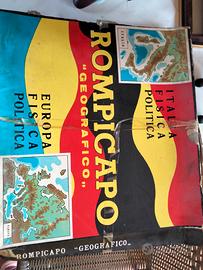 ROMPICAPO
"GEOGRAFICO"
ITALIA
FISICA
POLITICA
EUROPA
FISICA
POLITICA
ROMPICAPO "GEOGRAFICO"